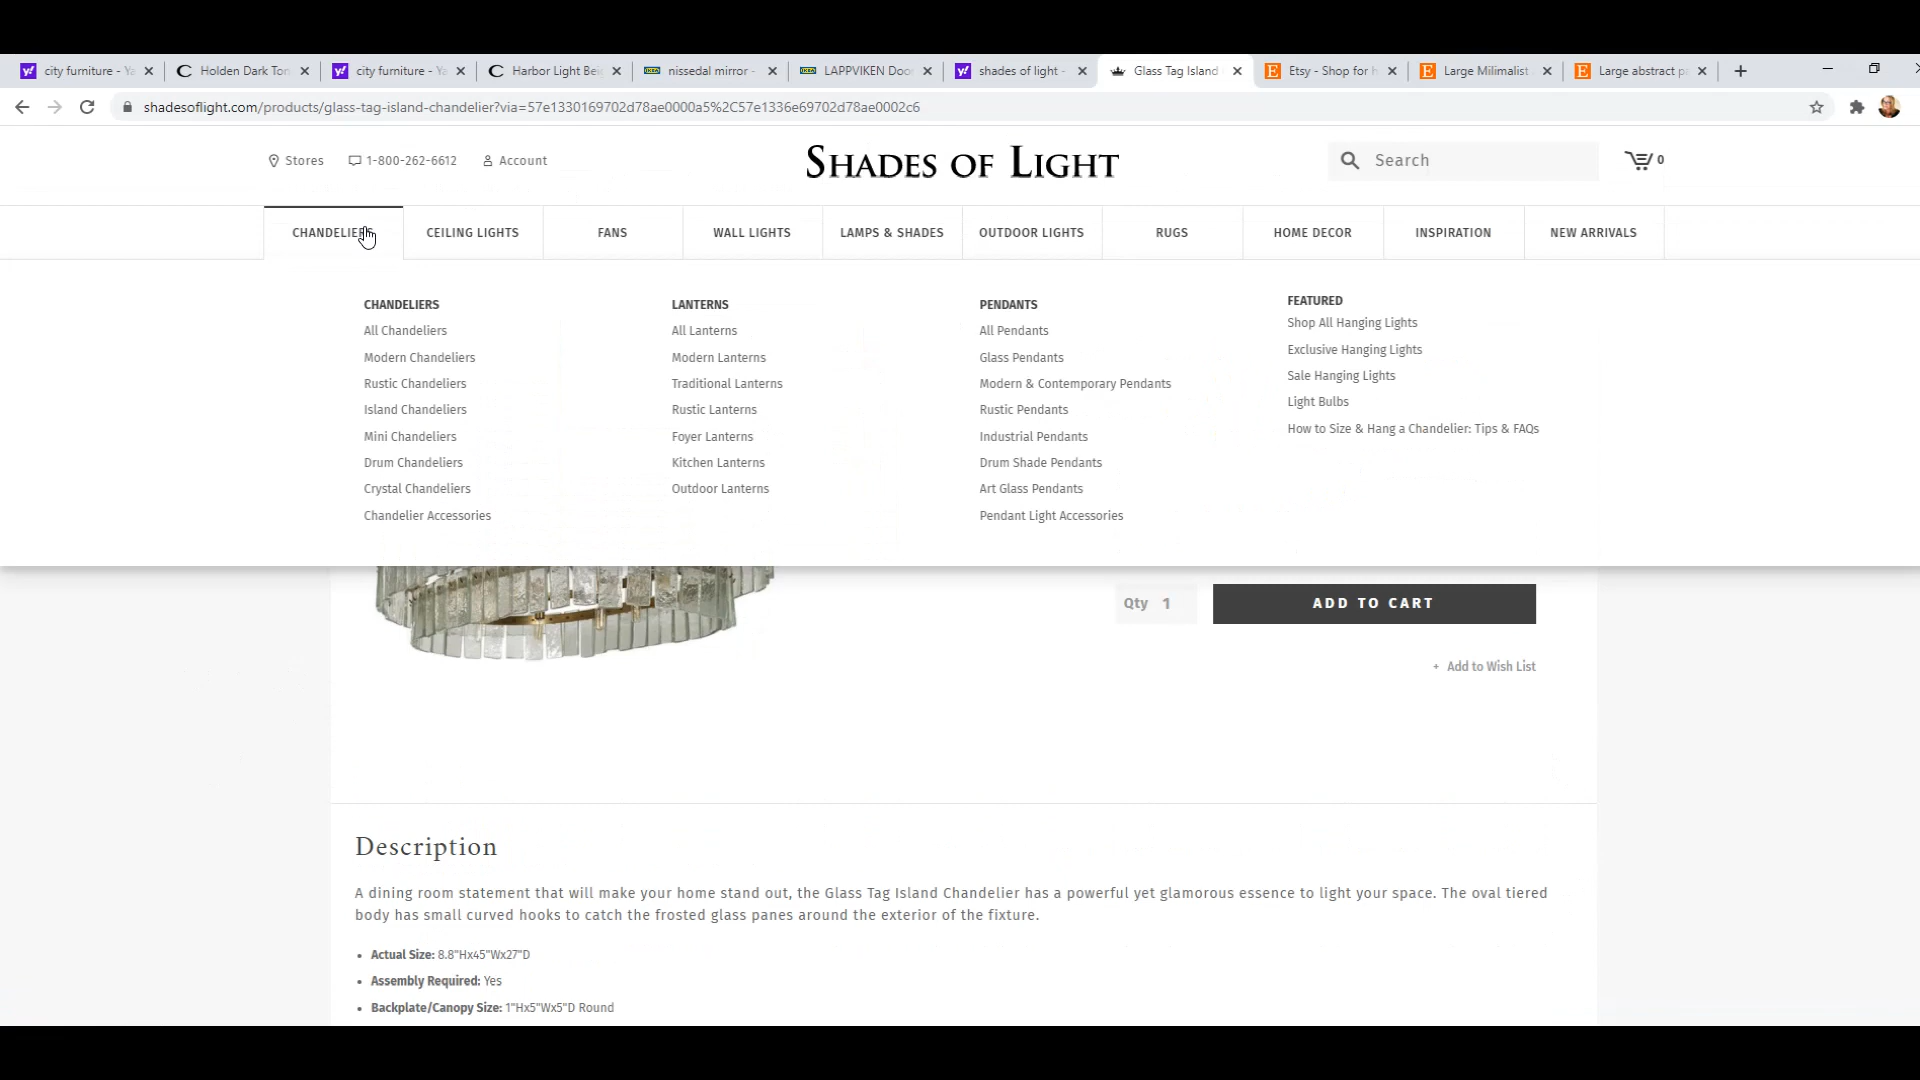 city furniture - Ya
Holden Dark Ton
city furniture - Ya
Harbor Light Bei
nissedal mirror -
LAPPVIKEN Doo
shades of light -
Glass Tag Island
Etsy - Shop for h
Large Milimalist
Large abstract pa
shadesoflight.com/products/glass-tag-island-chandelier?via=57e1330169702d78ae0000a5%2C57e1336e69702d78ae0002c6
Stores
1-800-262-6612
Account
SHADES OF LIGHT
Search
0
CHANDELIERS
CEILING LIGHTS
FANS
WALL LIGHTS
LAMPS & SHADES
OUTDOOR LIGHTS
RUGS
HOME DECOR
INSPIRATION
NEW ARRIVALS
CHANDELIERS
All Chandeliers
Modern Chandeliers
Rustic Chandeliers
Island Chandeliers
Mini Chandeliers
Drum Chandeliers
Crystal Chandeliers
Chandelier Accessories
LANTERNS
All Lanterns
Modern Lanterns
Traditional Lanterns
Rustic Lanterns
Foyer Lanterns
Kitchen Lanterns
Outdoor Lanterns
PENDANTS
All Pendants
Glass Pendants
Modern & Contemporary Pendants
Rustic Pendants
Industrial Pendants
Drum Shade Pendants
Art Glass Pendants
Pendant Light Accessories
FEATURED
Shop All Hanging Lights
Exclusive Hanging Lights
Sale Hanging Lights
Light Bulbs
How to Size & Hang a Chandelier: Tips & FAQs
Qty 1
ADD TO CART
+ Add to Wish List
Description
A dining room statement that will make your home stand out, the Glass Tag Island Chandelier has a powerful yet glamorous essence to light your space. The oval tiered
body has small curved hooks to catch the frosted glass panes around the exterior of the fixture.
• Actual Size: 8.8"Hx45"Wx27"D
• Assembly Required: Yes
• Backplate/Canopy Size: 1"Hx5"Wx5"D Round